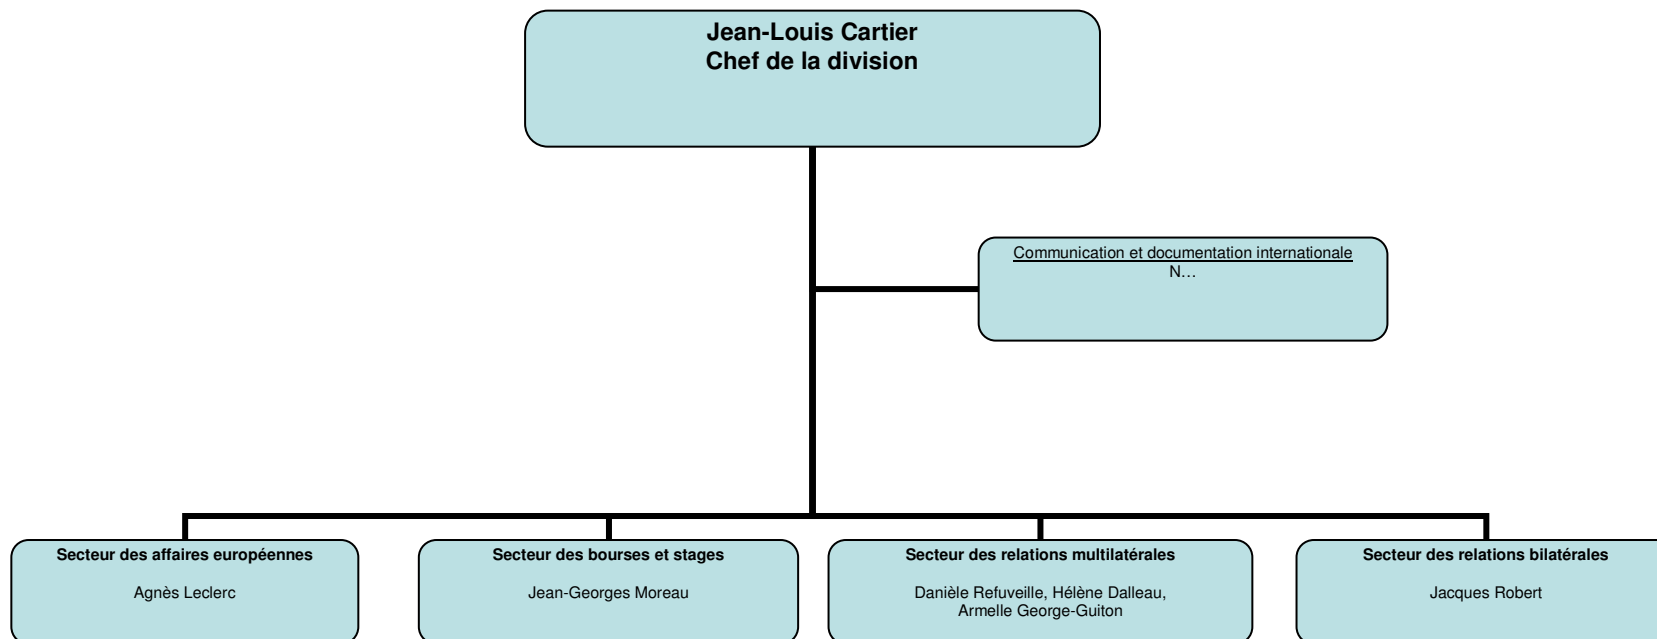 Jean-Louis Cartier
Chef de la division
Communication et documentation internationale
N…
Secteur des affaires européennes
Agnès Leclerc
Secteur des bourses et stages
Jean-Georges Moreau
Secteur des relations multilatérales
Danièle Refuveille, Hélène Dalleau,
Armelle George-Guiton
Secteur des relations bilatérales
Jacques Robert